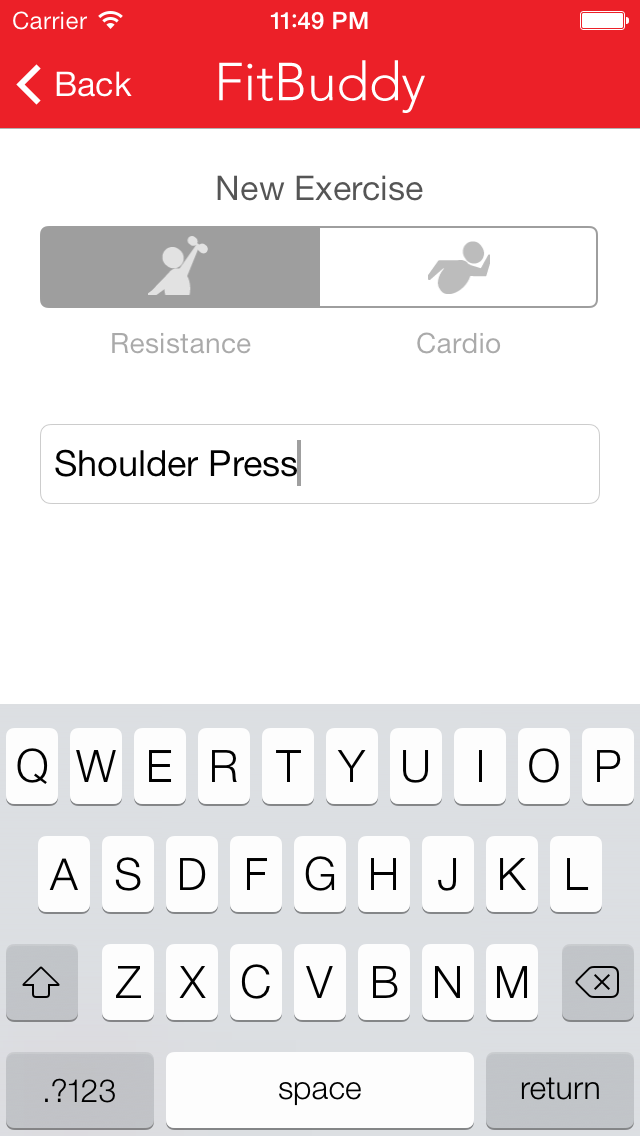 Carrier 11:49 PM
Back FitBuddy
New Exercise
Resistance Cardio
Shoulder Press
Q W E R T Y U I O P
A S D F G H J K L
Z X C V B N M
.?123 space return